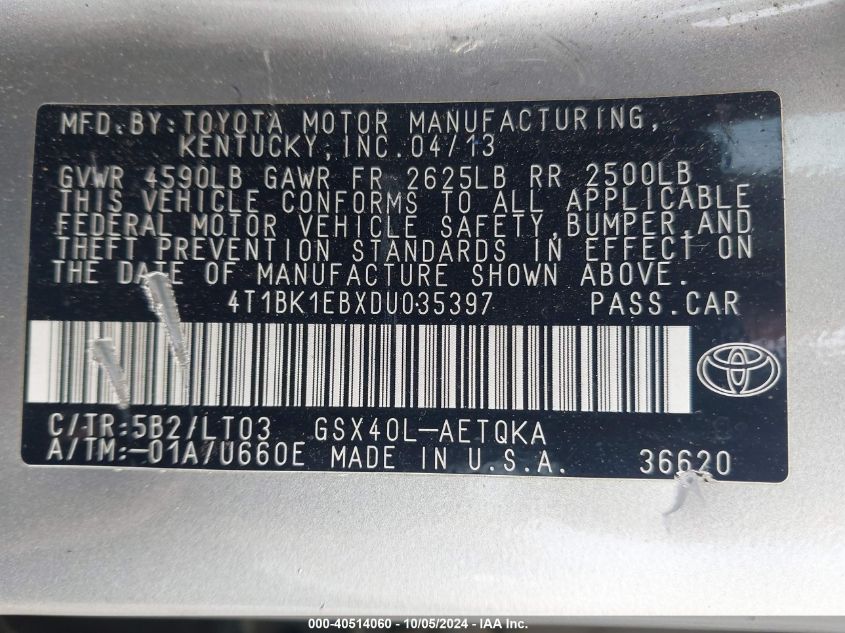 MFD.BY:TOYOTA MOTOR MANUFACTURING,
KENTUCKY,INC.04/13
GVWR 4590LB GAWR FR 2625LB RR 2500LB
THIS VEHICLE CONFORMS TO ALL APPLICABLE
FEDERAL MOTOR VEHICLE SAFETY,BUMPER,AND
THEFT PREVENTION STANDARDS IN EFFECT ON
THE DATE OF MANUFACTURE SHOWN ABOVE.
4T1BK1EBXDU035397 PASS.CAR
C/TR:5B2/LT03 GSX40L-AETQKA
A/TM:-01A/U660E MADE IN U.S.A. 36620
000-40514060 - 10/05/2024 - IAA Inc.